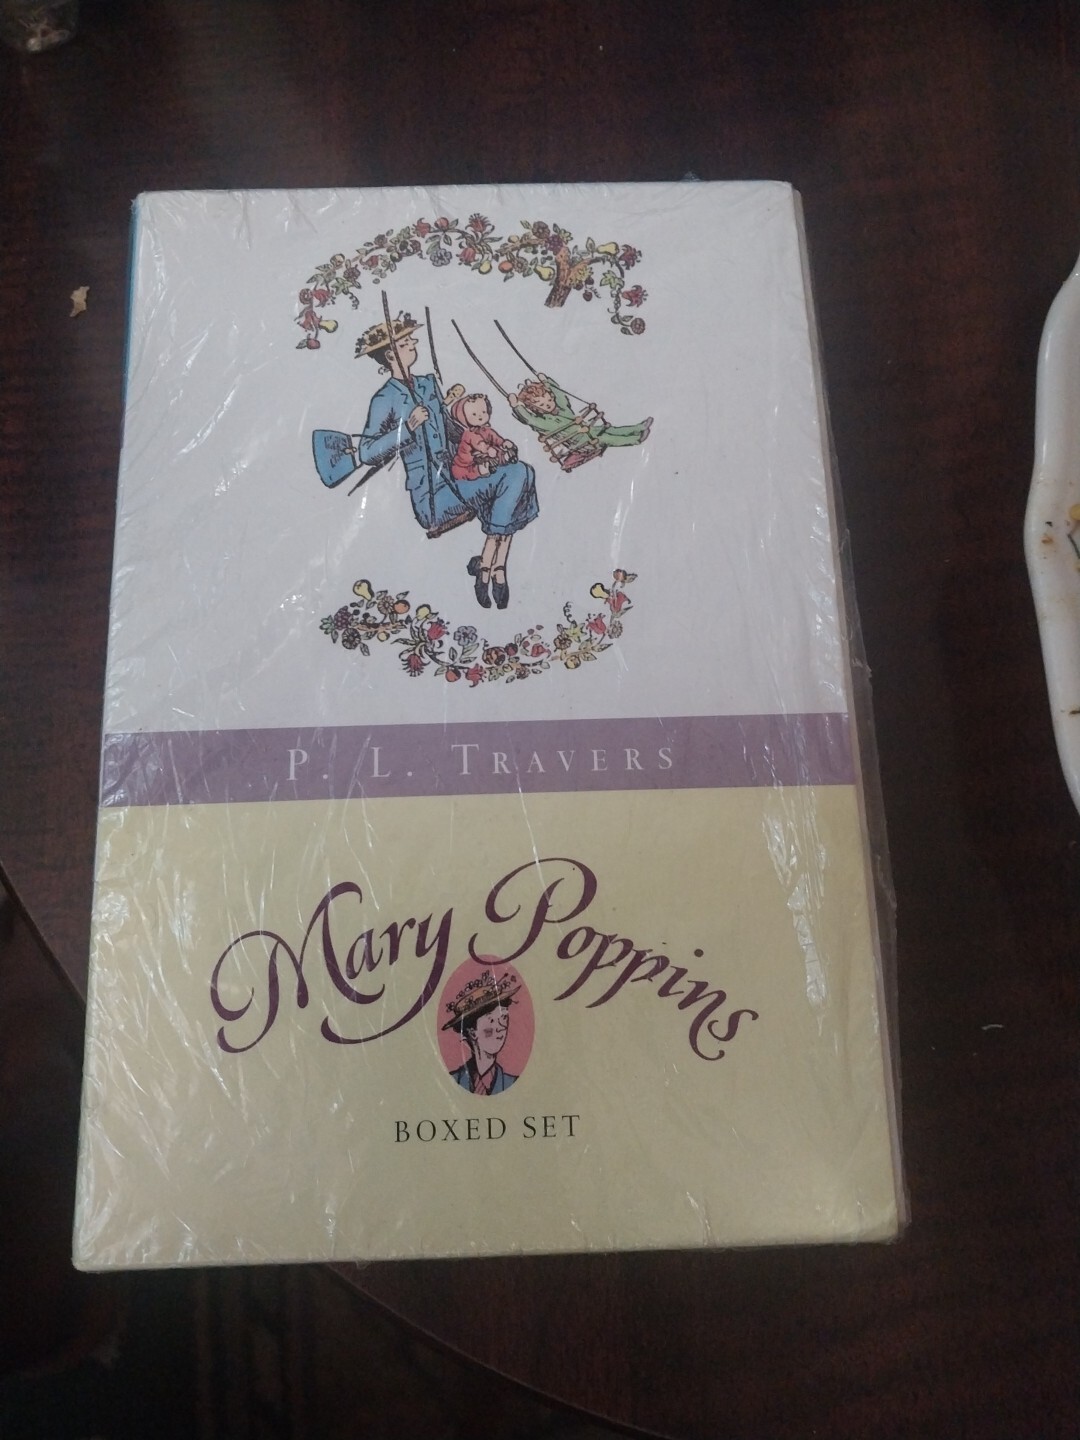 P. L. TRAVERS
Mary Poppins
BOXED SET